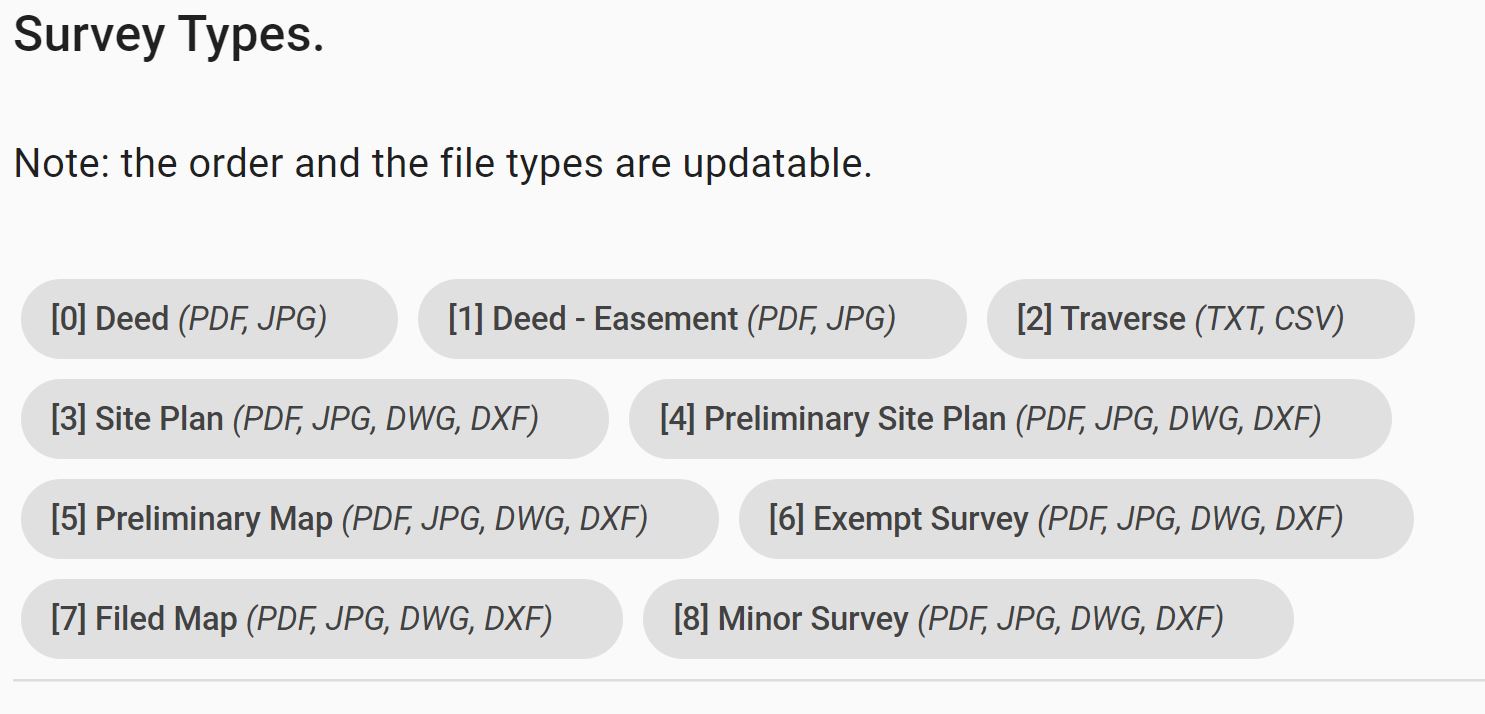 Survey Types.
Note: the order and the file types are updatable.
[0] Deed (PDF, JPG) [1] Deed - Easement (PDF, JPG) [2] Traverse (TXT, CSV)
[3] Site Plan (PDF, JPG, DWG, DXF) [4] Preliminary Site Plan (PDF, JPG, DWG, DXF)
[5] Preliminary Map (PDF, JPG, DWG, DXF) [6] Exempt Survey (PDF, JPG, DWG, DXF)
[7] Filed Map (PDF, JPG, DWG, DXF) [8] Minor Survey (PDF, JPG, DWG, DXF)